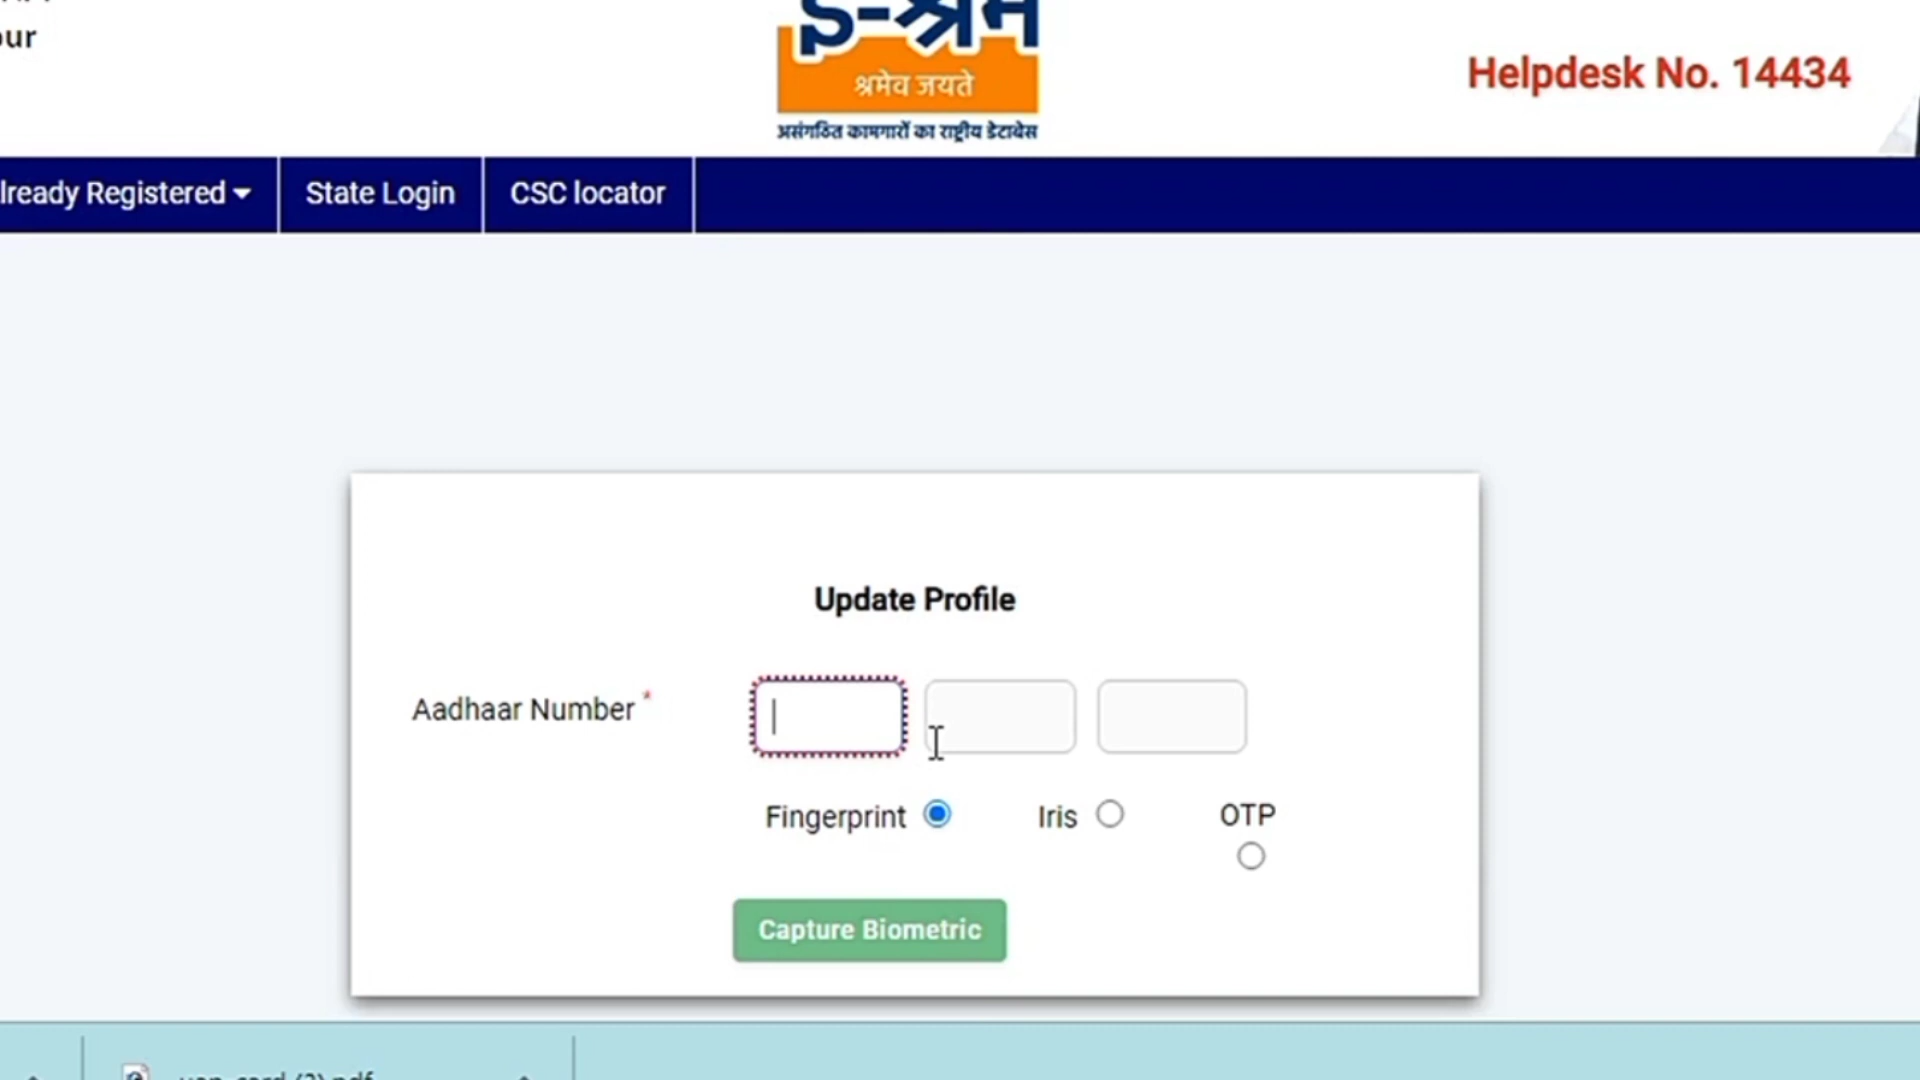 our
ई-श्रम
श्रमेव जयते
असंगठित कामगारों का राष्ट्रीय डेटाबेस
Helpdesk No. 14434
lready Registered
State Login
CSC locator
Update Profile
Aadhaar Number *
Fingerprint
Iris
OTP
Capture Biometric